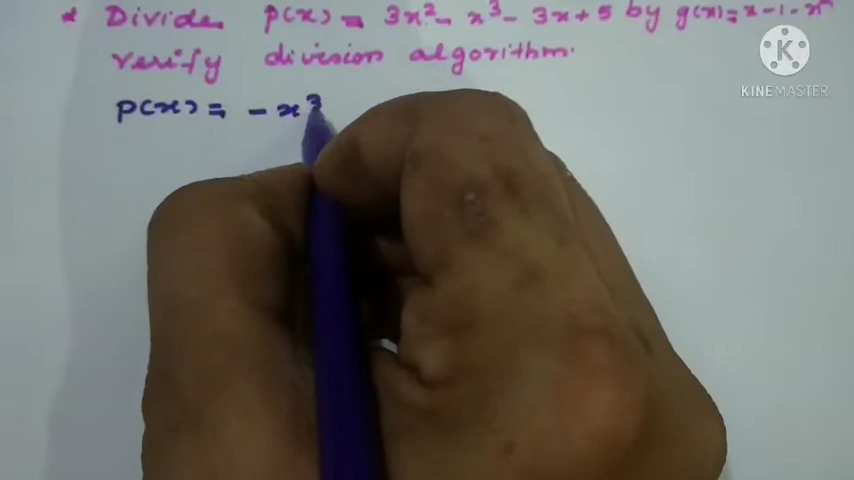 * Divide p(x) = 3x² - x³ - 3x + 5 by g(x) = x - 1 - x²
verify division algorithm.
p(x) = - x³
KINEMASTER